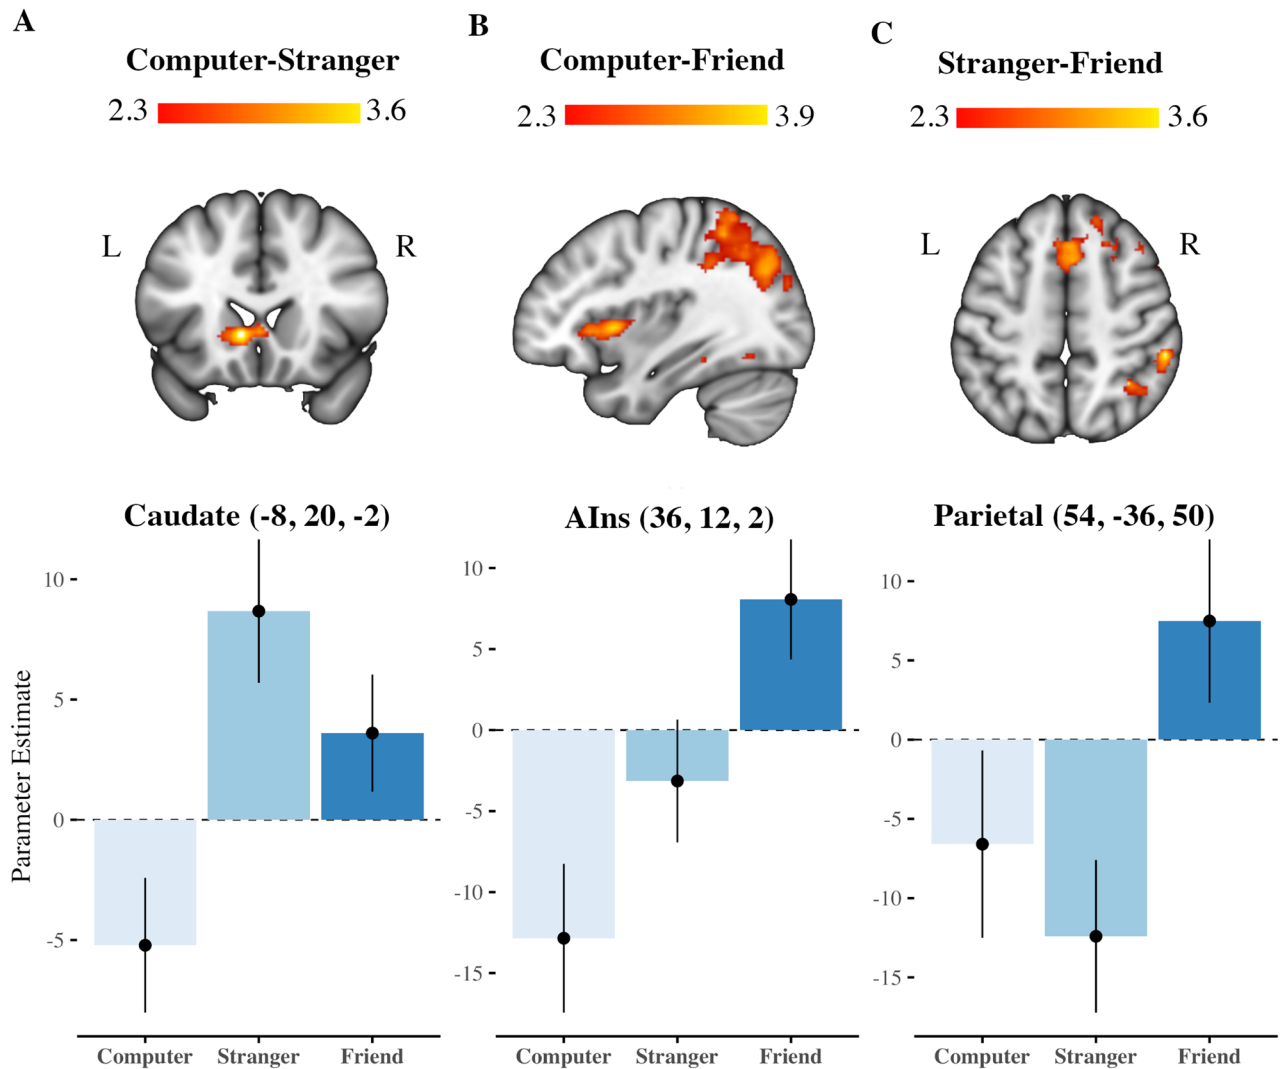 A
B
C
Computer-Stranger
Computer-Friend
Stranger-Friend
2.3 3.6
2.3 3.9
2.3 3.6
L R
L R
Caudate (-8, 20, -2)
AIns (36, 12, 2)
Parietal (54, -36, 50)
Parameter Estimate
10
5
0
-5
Computer Stranger Friend
10
5
0
-5
-10
-15
Computer Stranger Friend
10
5
0
-5
-10
-15
Computer Stranger Friend